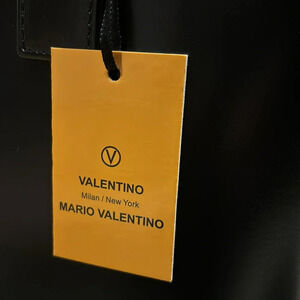 V
VALENTINO
Milan / New York
MARIO VALENTINO